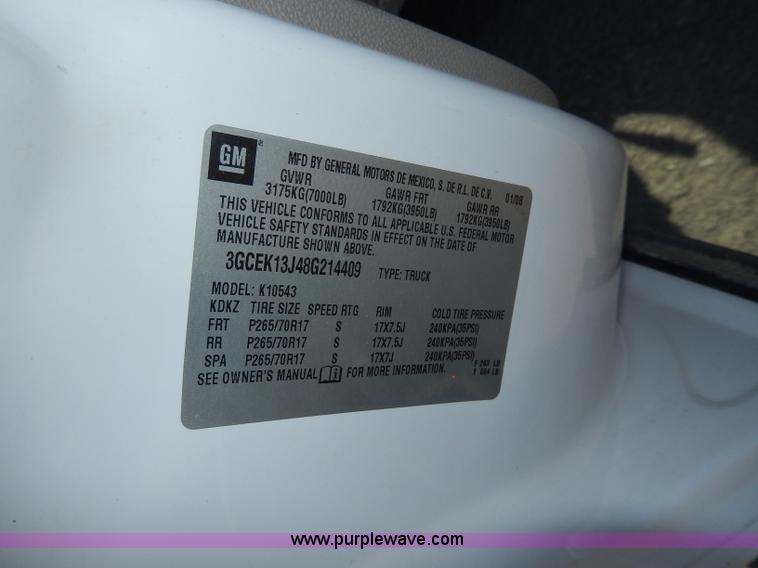 GM
MFD BY GENERAL MOTORS DE MEXICO, S. DE R.L. DE C.V. 01/08
GVWR GAWR FRT GAWR RR
3175KG(7000LB) 1792KG(3950LB) 1792KG(3950LB)
THIS VEHICLE CONFORMS TO ALL APPLICABLE U.S. FEDERAL MOTOR
VEHICLE SAFETY STANDARDS IN EFFECT ON THE DATE OF
MANUFACTURE SHOWN ABOVE.
3GCEK13J48G214409 TYPE: TRUCK
MODEL: K10543
KDKZ TIRE SIZE SPEED RTG RIM COLD TIRE PRESSURE
FRT P265/70R17 S 17X7.5J 240KPA(35PSI)
RR P265/70R17 S 17X7.5J 240KPA(35PSI)
SPA P265/70R17 S 17X7J 240KPA(35PSI)
F 263 LB
T 604 LB
SEE OWNER'S MANUAL FOR MORE INFORMATION.
www.purplewave.com